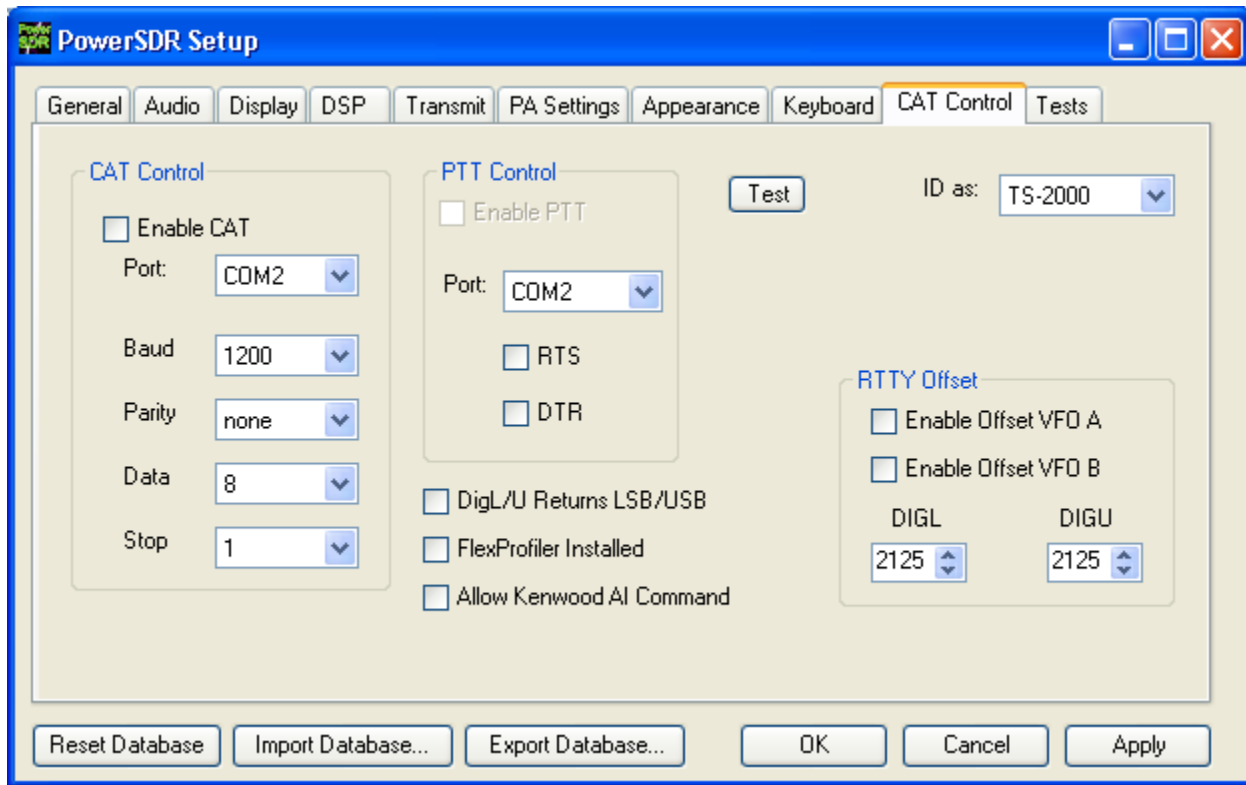 Power SDR PowerSDR Setup
General Audio Display DSP Transmit PA Settings Appearance Keyboard CAT Control Tests
CAT Control
Enable CAT
Port: COM2
Baud 1200
Parity none
Data 8
Stop 1
PTT Control
Enable PTT
Port: COM2
RTS
DTR
DigL/U Returns LSB/USB
FlexProfiler Installed
Allow Kenwood AI Command
Test
ID as: TS-2000
RTTY Offset
Enable Offset VFO A
Enable Offset VFO B
DIGL DIGU
2125 2125
Reset Database Import Database... Export Database... OK Cancel Apply